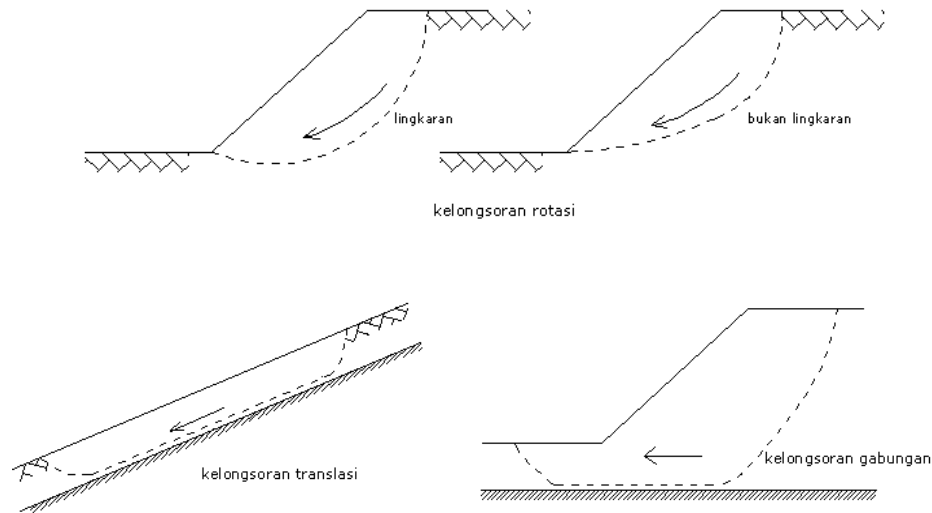 lingkaran
bukan lingkaran
kelongsoran rotasi
kelongsoran translasi
kelongsoran gabungan